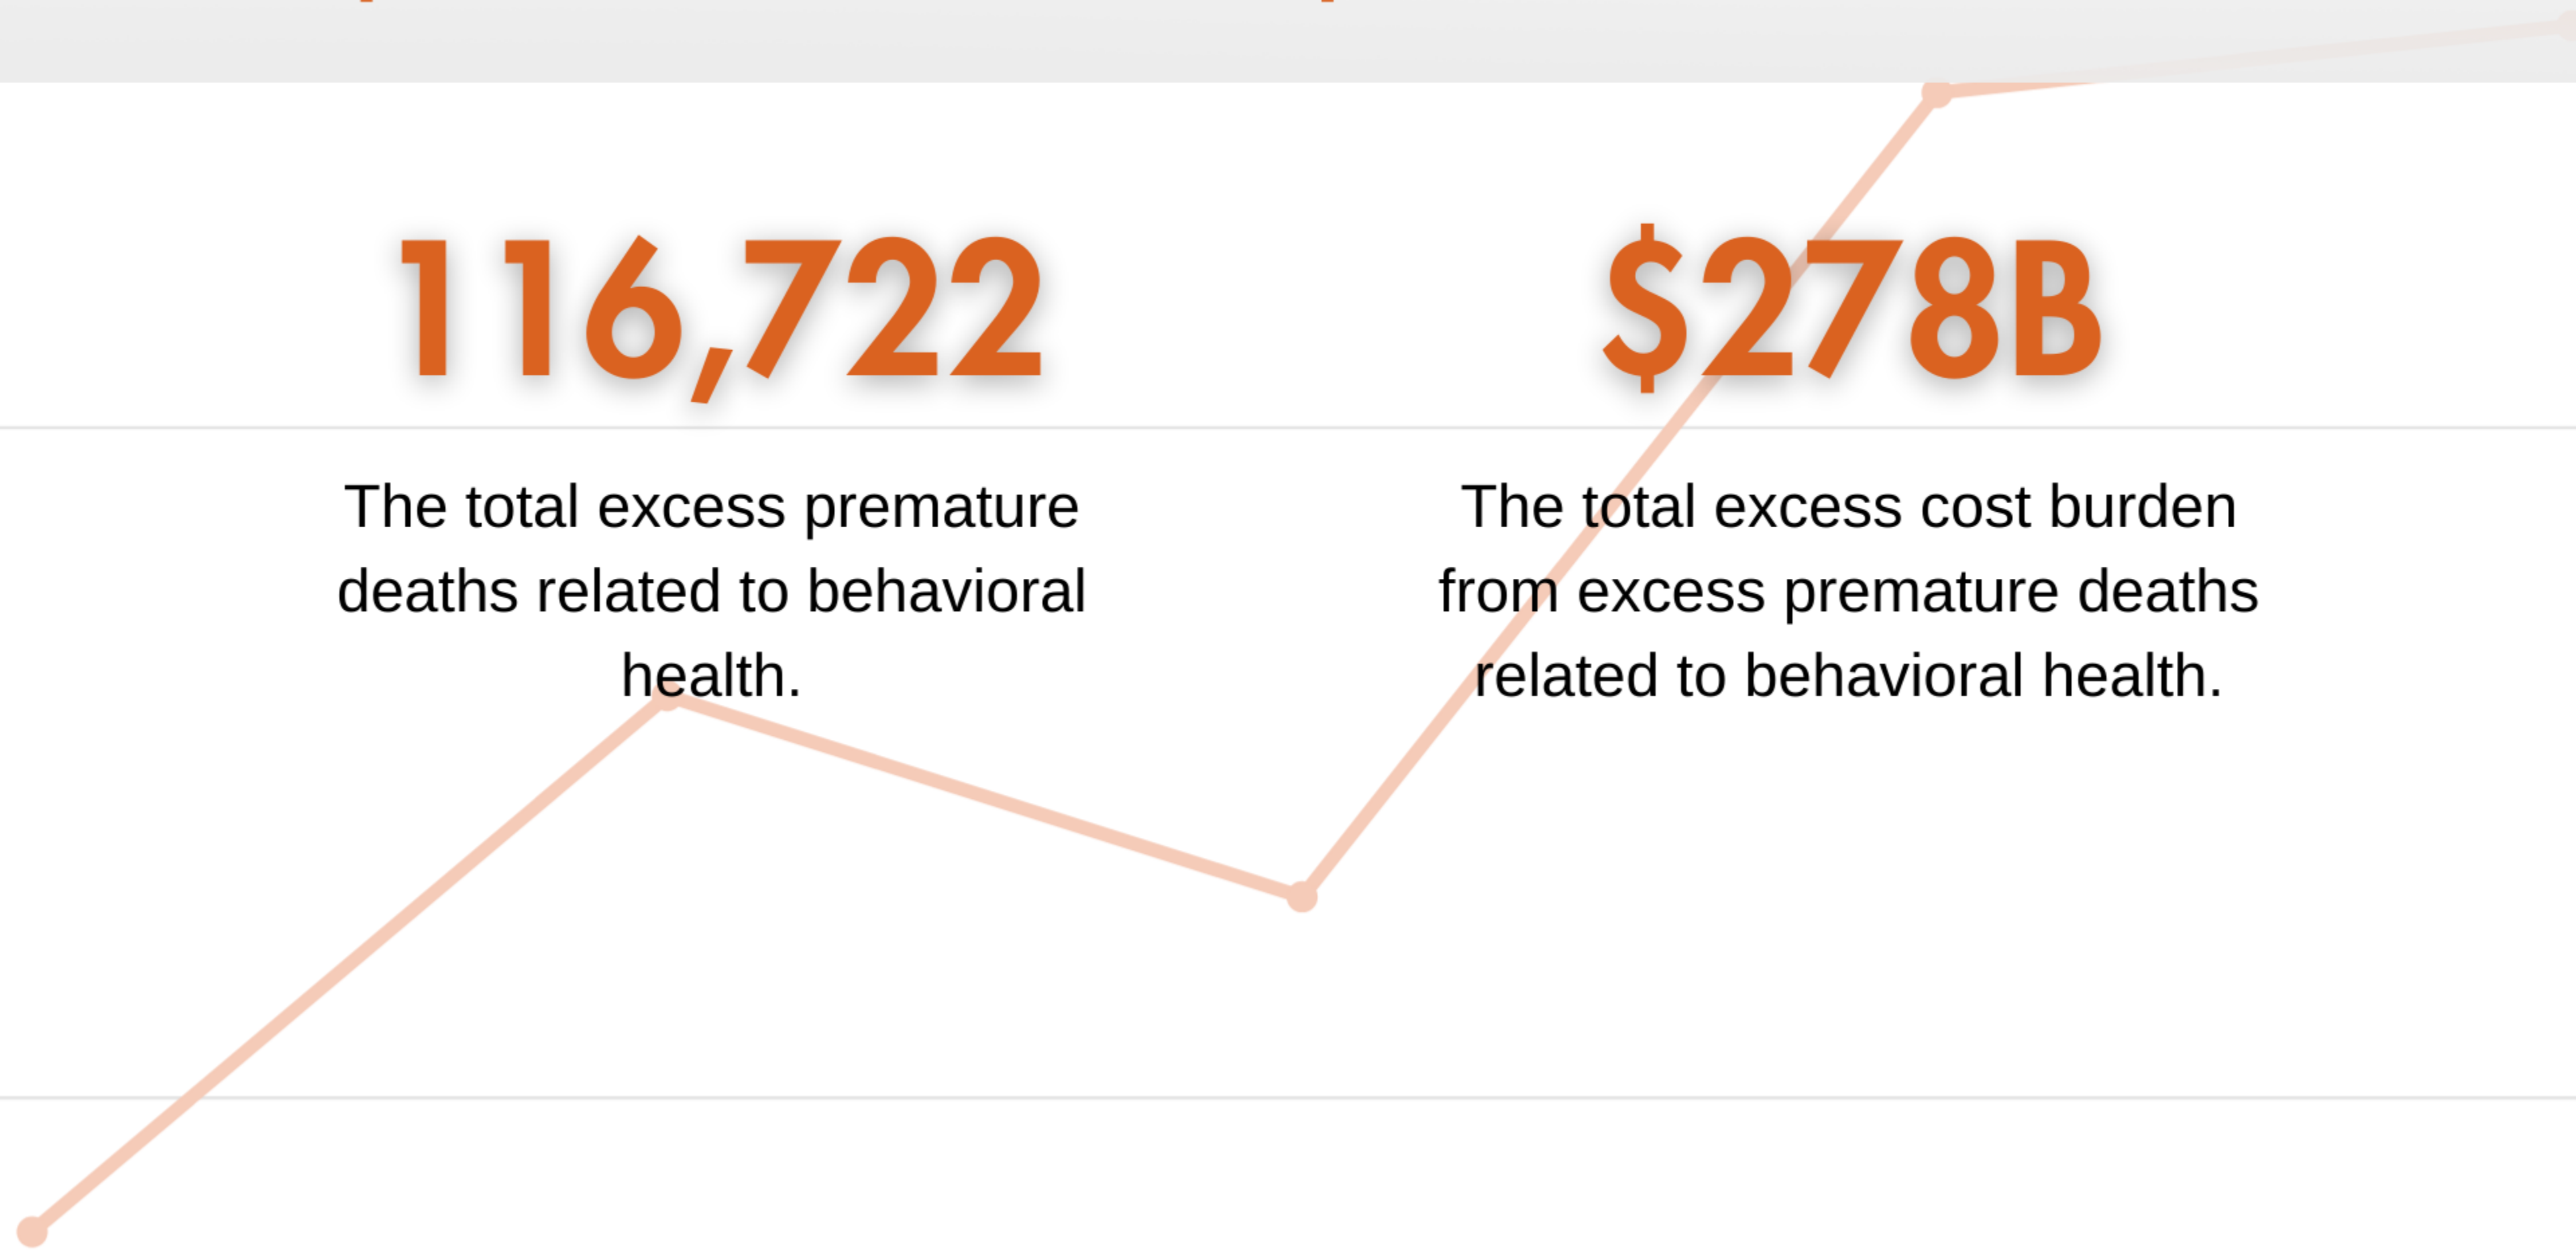 116,722
$278B
The total excess premature
deaths related to behavioral
health.
The total excess cost burden
from excess premature deaths
related to behavioral health.